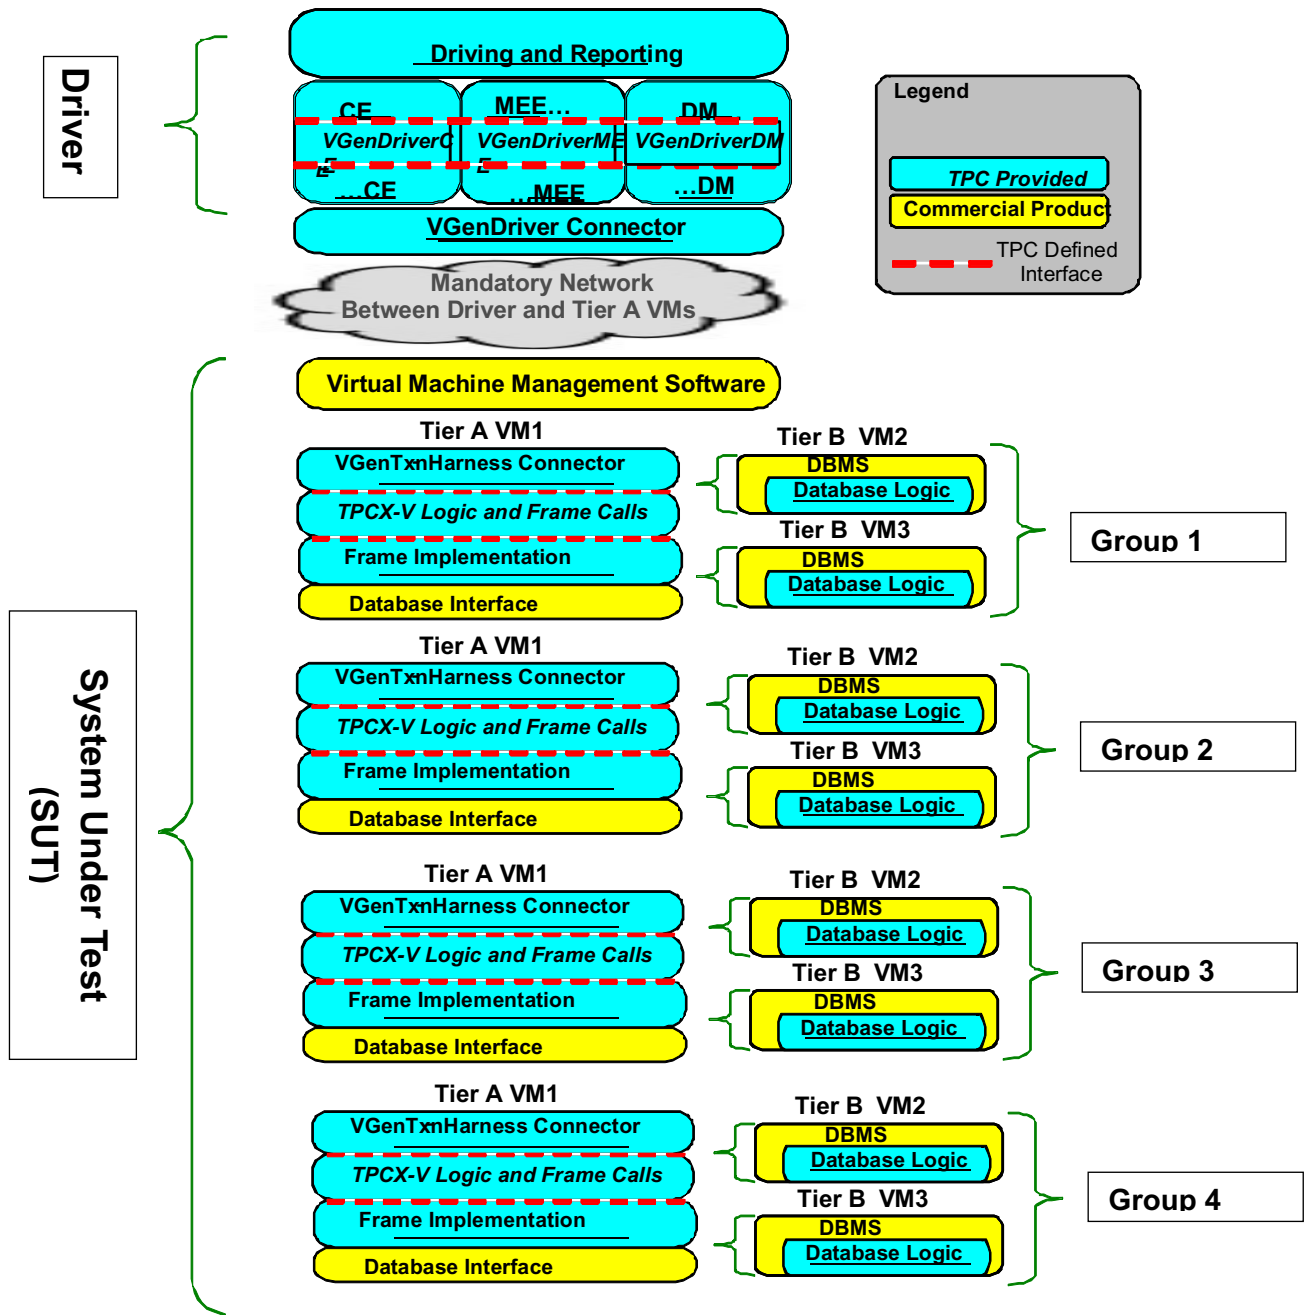 Driver
Driving and Reporting
CE
MEE…
DM…
VGenDriverC
E
VGenDriverME
E
VGenDriverDM
…CE
…MEE
…DM
VGenDriver Connector
Mandatory Network
Between Driver and Tier A VMs
Legend
TPC Provided
Commercial Product
TPC Defined
Interface
System Under Test
(SUT)
Virtual Machine Management Software
Tier A VM1
VGenTxnHarness Connector
TPCX-V Logic and Frame Calls
Frame Implementation
Database Interface
Tier B VM2
DBMS
Database Logic
Tier B VM3
DBMS
Database Logic
Group 1
Tier A VM1
VGenTxnHarness Connector
TPCX-V Logic and Frame Calls
Frame Implementation
Database Interface
Tier B VM2
DBMS
Database Logic
Tier B VM3
DBMS
Database Logic
Group 2
Tier A VM1
VGenTxnHarness Connector
TPCX-V Logic and Frame Calls
Frame Implementation
Database Interface
Tier B VM2
DBMS
Database Logic
Tier B VM3
DBMS
Database Logic
Group 3
Tier A VM1
VGenTxnHarness Connector
TPCX-V Logic and Frame Calls
Frame Implementation
Database Interface
Tier B VM2
DBMS
Database Logic
Tier B VM3
DBMS
Database Logic
Group 4